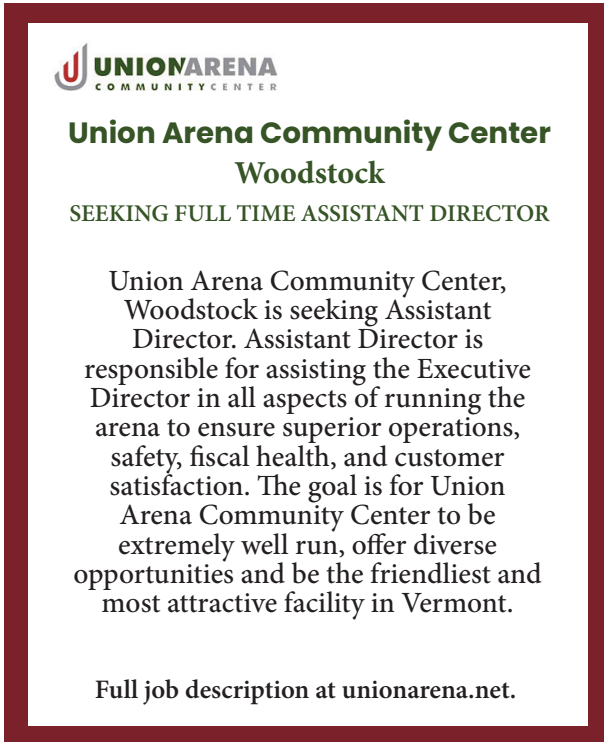 UNIONARENA
COMMUNITYCENTER
Union Arena Community Center
Woodstock
SEEKING FULL TIME ASSISTANT DIRECTOR
Union Arena Community Center,
Woodstock is seeking Assistant
Director. Assistant Director is
responsible for assisting the Executive
Director in all aspects of running the
arena to ensure superior operations,
safety, fiscal health, and customer
satisfaction. The goal is for Union
Arena Community Center to be
extremely well run, offer diverse
opportunities and be the friendliest and
most attractive facility in Vermont.
Full job description at unionarena.net.